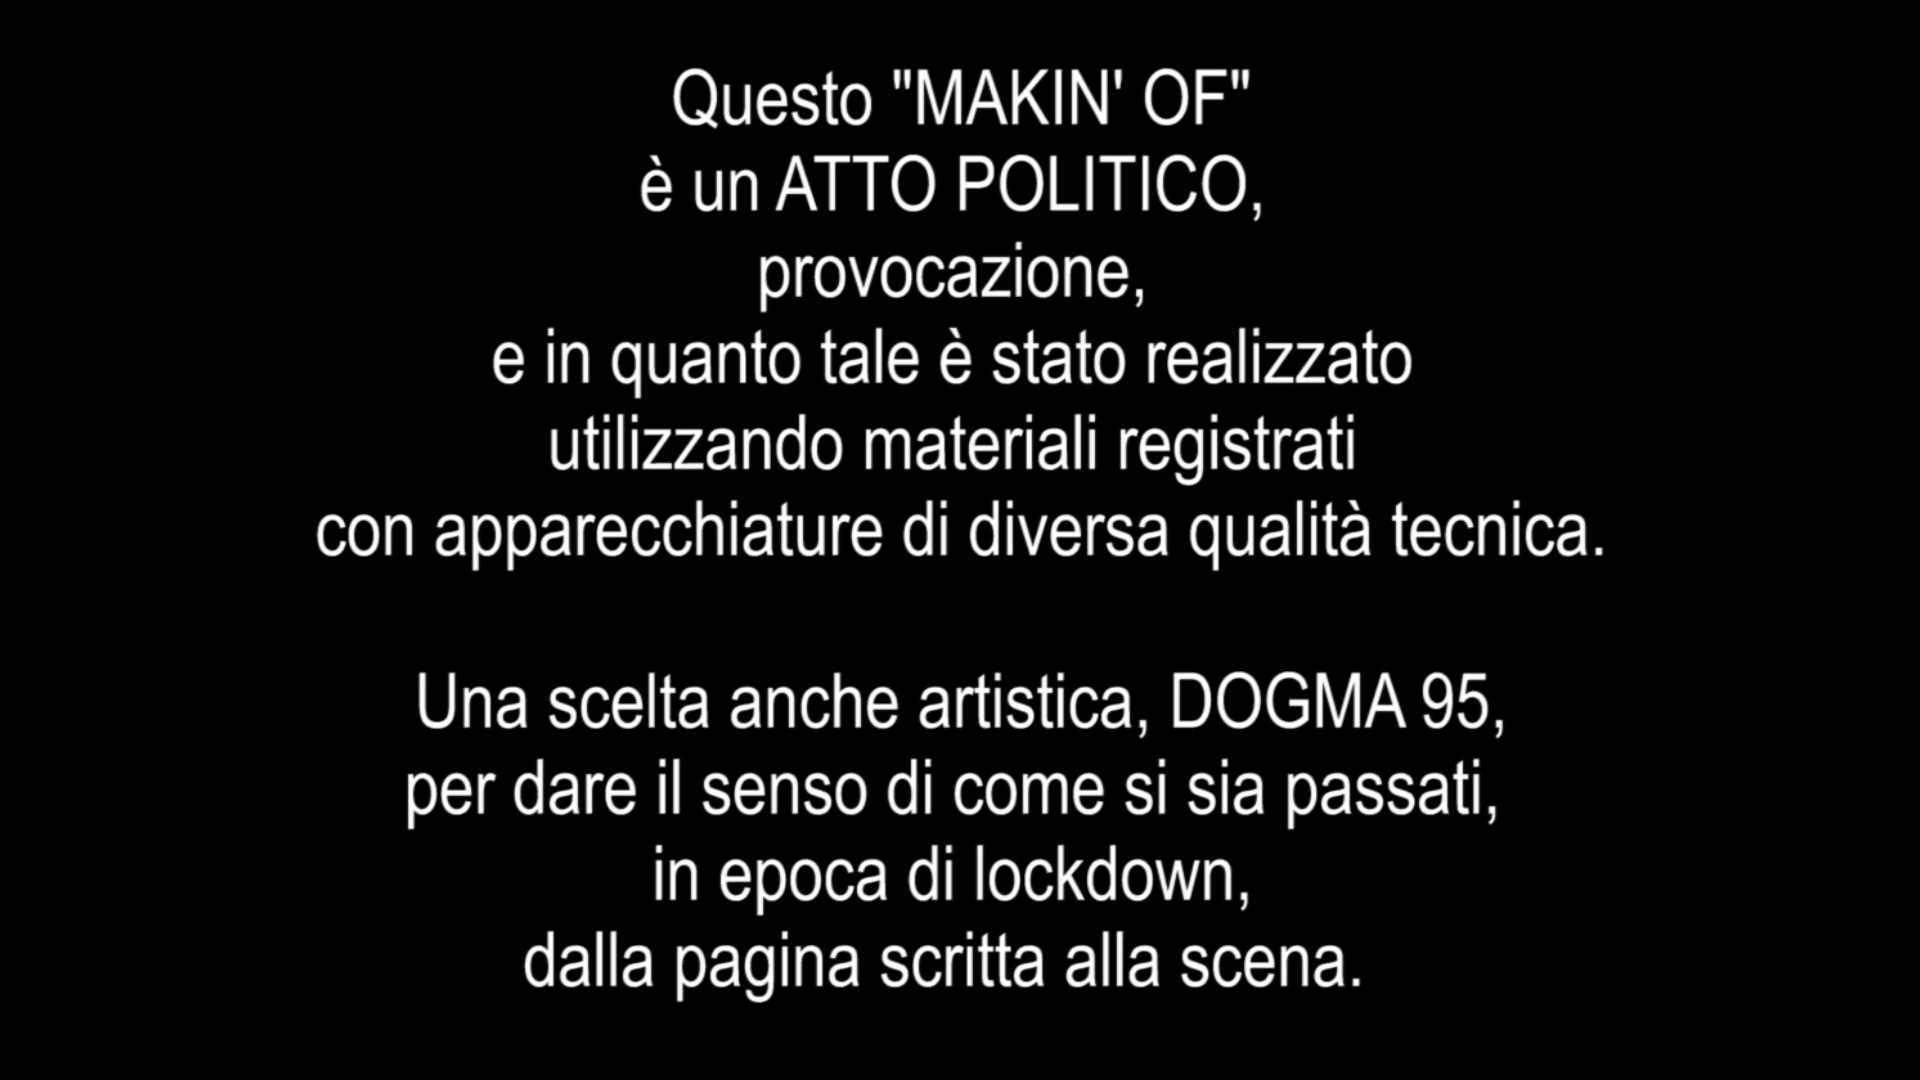 Questo "MAKIN' OF"
è un ATTO POLITICO,
provocazione,
e in quanto tale è stato realizzato
utilizzando materiali registrati
con apparecchiature di diversa qualità tecnica.
Una scelta anche artistica, DOGMA 95,
per dare il senso di come si sia passati,
in epoca di lockdown,
dalla pagina scritta alla scena.